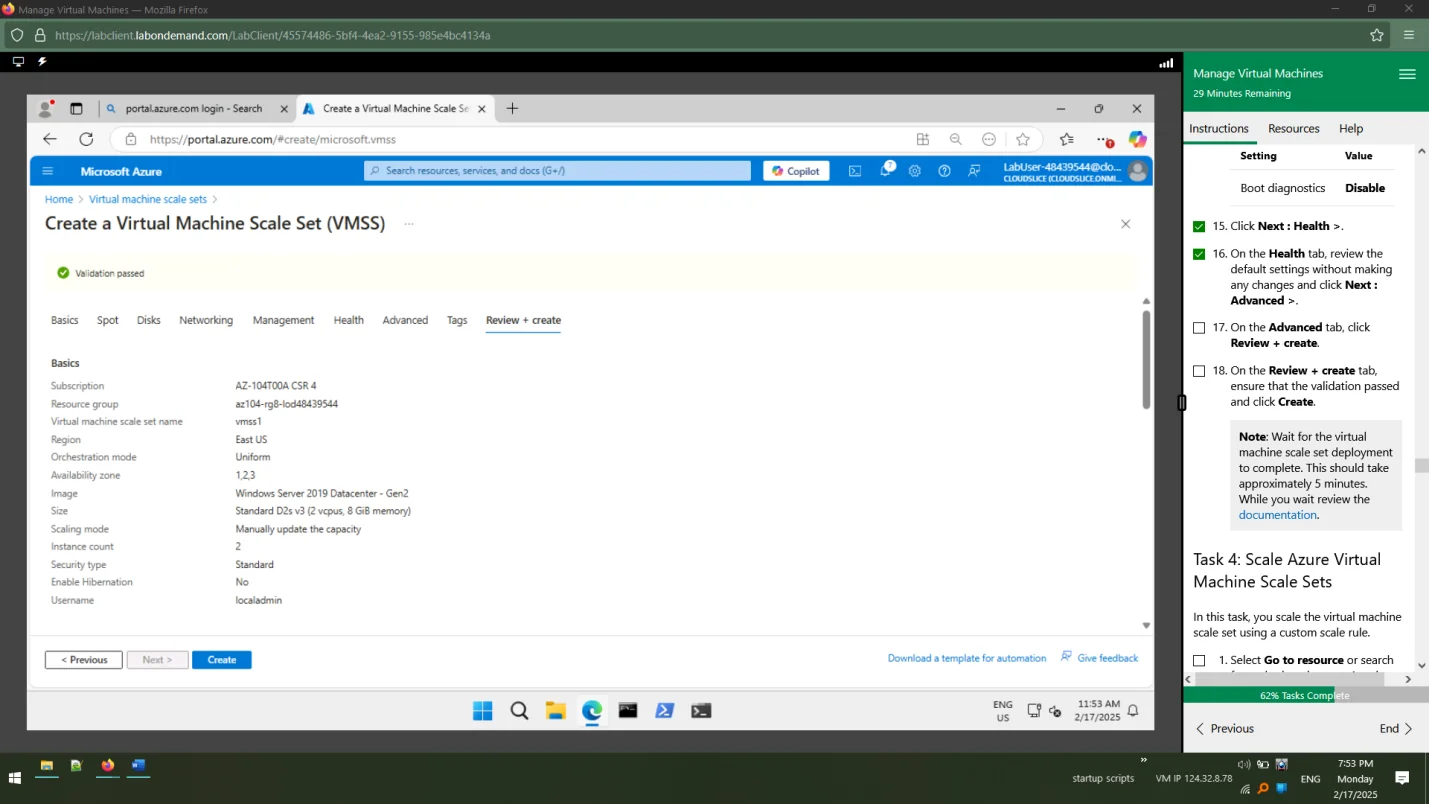 Manage Virtual Machines — Mozilla Firefox
https://labclient.labondemand.com/LabClient/45574486-5bf4-4ea2-9155-985e4bc4134a
portal.azure.com login - Search
Create a Virtual Machine Scale Se
https://portal.azure.com/#create/microsoft.vmss
Microsoft Azure
Search resources, services, and docs (G+/)
Copilot
7
LabUser-48439544@clo...
CLOUDSLICE (CLOUDSLICE.ONMI...
Home > Virtual machine scale sets >
Create a Virtual Machine Scale Set (VMSS) ...
Validation passed
Basics Spot Disks Networking Management Health Advanced Tags Review + create
Basics
Subscription AZ-104T00A CSR 4
Resource group az104-rg8-lod48439544
Virtual machine scale set name vmss1
Region East US
Orchestration mode Uniform
Availability zone 1,2,3
Image Windows Server 2019 Datacenter - Gen2
Size Standard D2s v3 (2 vcpus, 8 GiB memory)
Scaling mode Manually update the capacity
Instance count 2
Security type Standard
Enable Hibernation No
Username localadmin
< Previous Next > Create Download a template for automation Give feedback
ENG
US
11:53 AM
2/17/2025
Manage Virtual Machines
29 Minutes Remaining
Instructions Resources Help
Setting Value
Boot diagnostics Disable
15. Click Next : Health >.
16. On the Health tab, review the
default settings without making
any changes and click Next :
Advanced >.
17. On the Advanced tab, click
Review + create.
18. On the Review + create tab,
ensure that the validation passed
and click Create.
Note: Wait for the virtual
machine scale set deployment
to complete. This should take
approximately 5 minutes.
While you wait review the
documentation.
Task 4: Scale Azure Virtual
Machine Scale Sets
In this task, you scale the virtual machine
scale set using a custom scale rule.
1. Select Go to resource or search
62% Tasks Complete
< Previous End >
startup scripts
VM IP 124.32.8.78
ENG
7:53 PM
Monday
2/17/2025